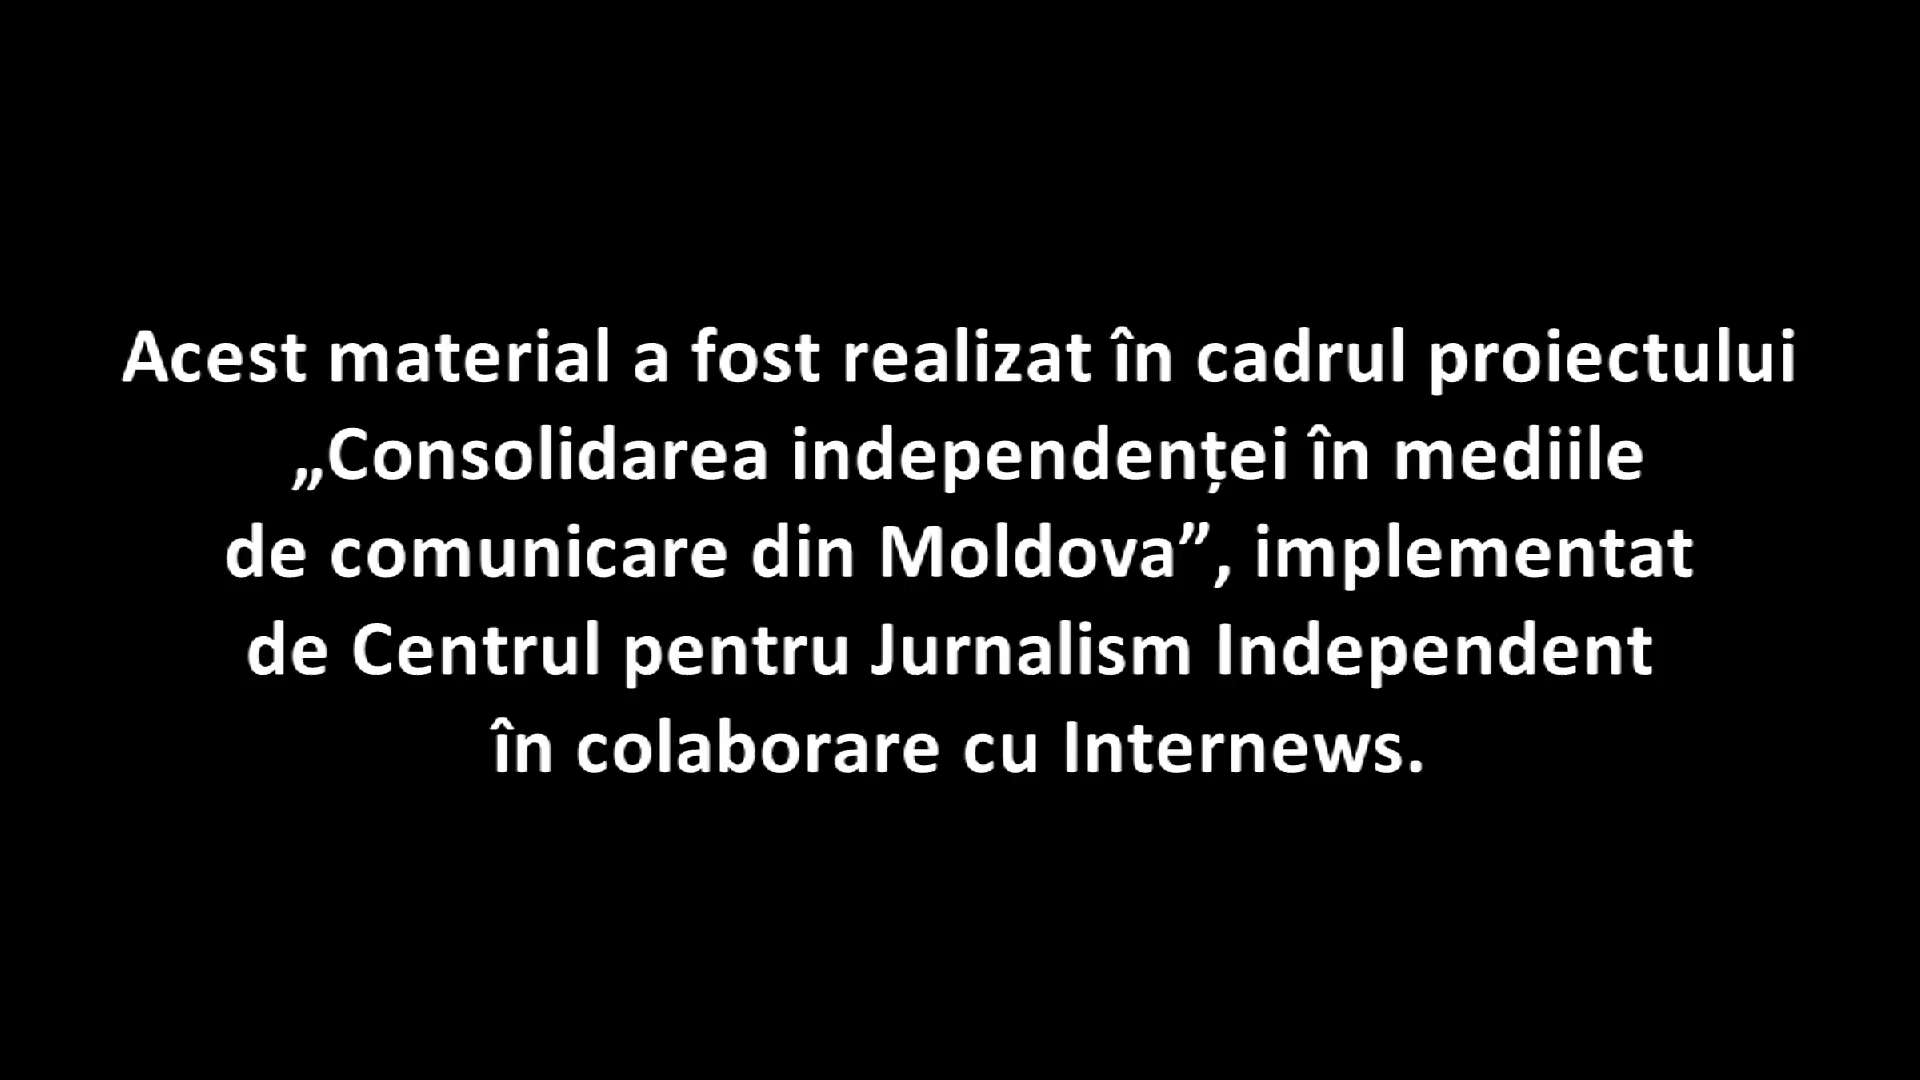 Acest material a fost realizat în cadrul proiectului
„Consolidarea independenței în mediile
de comunicare din Moldova”, implementat
de Centrul pentru Jurnalism Independent
în colaborare cu Internews.